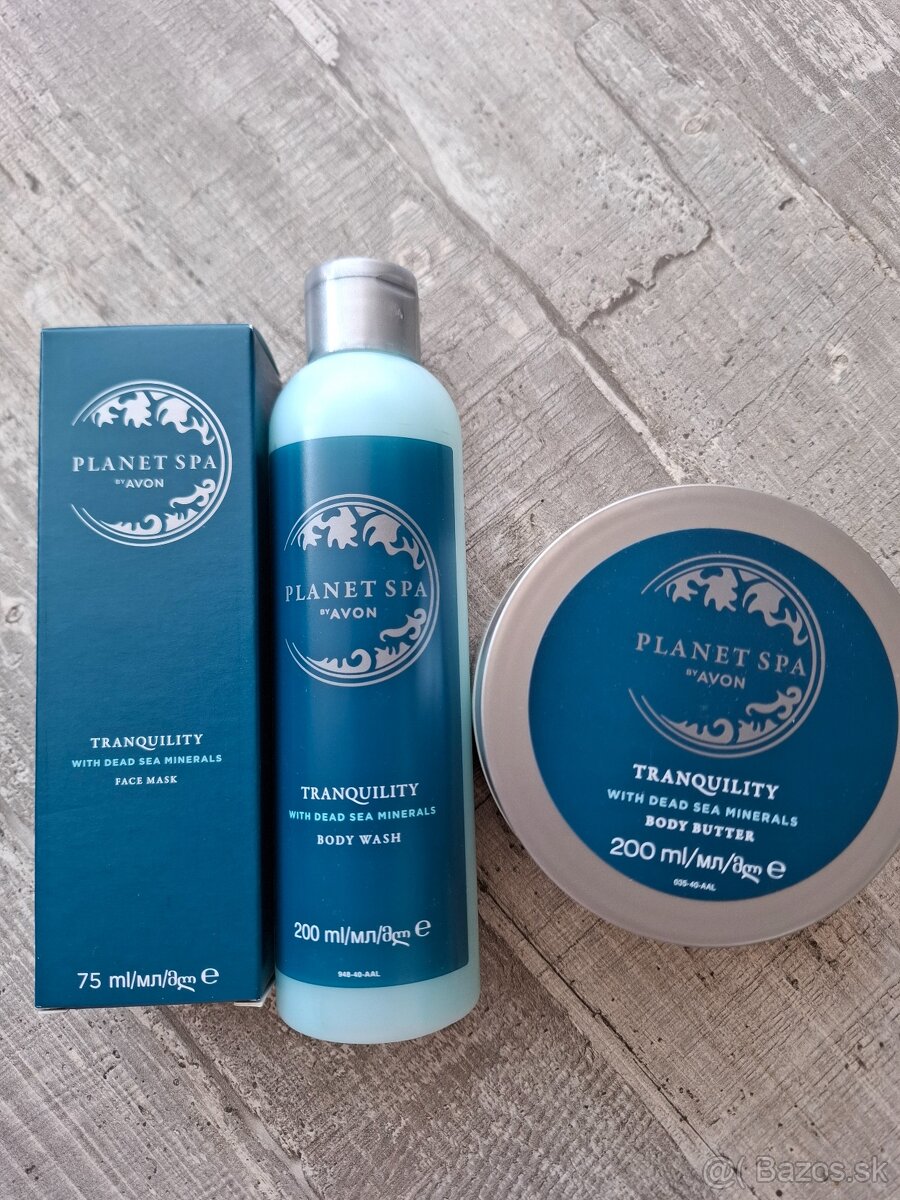 PLANET SPA
BY AVON
TRANQUILITY
WITH DEAD SEA MINERALS
FACE MASK
75 ml/мл/მლ e
PLANET SPA
BY AVON
TRANQUILITY
WITH DEAD SEA MINERALS
BODY WASH
200 ml/мл/მლ e
948-40-AAL
PLANET SPA
BY AVON
TRANQUILITY
WITH DEAD SEA MINERALS
BODY BUTTER
200 ml/мл/მლ e
035-40-AAL
@( Bazos.sk